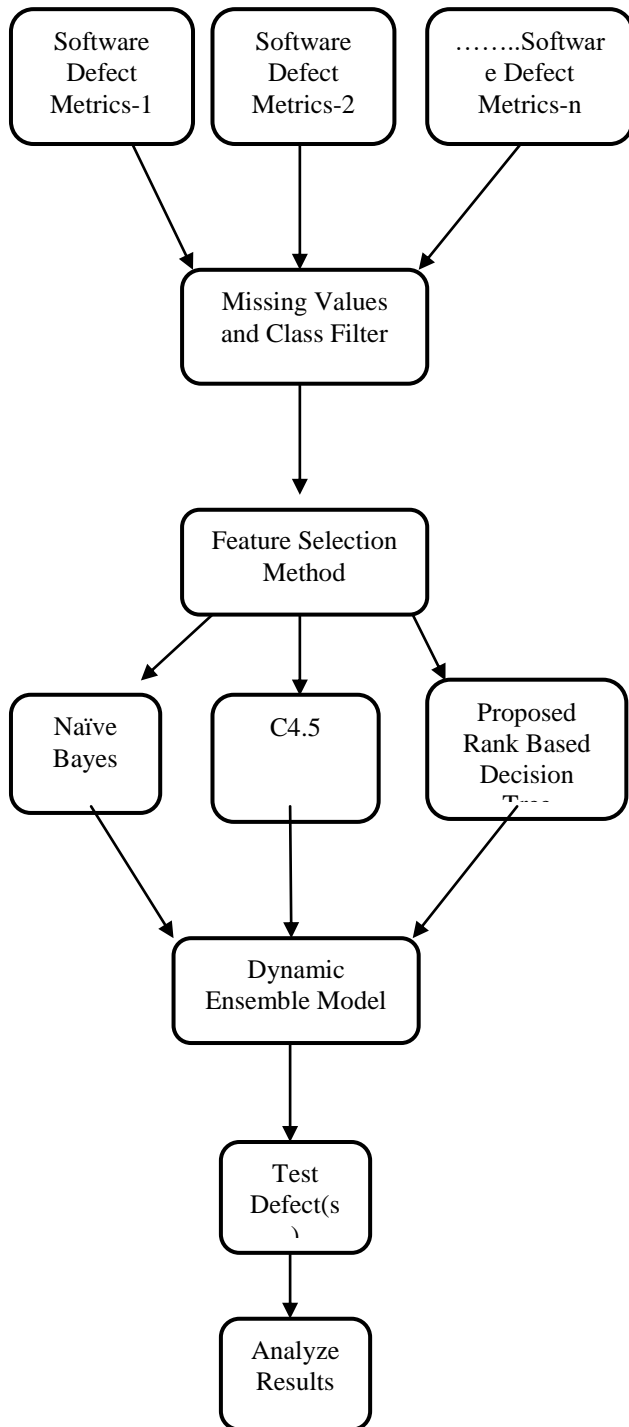 Software
Defect
Metrics-1
Software
Defect
Metrics-2
……..Softwar
e Defect
Metrics-n
Missing Values
and Class Filter
Feature Selection
Method
Naïve
Bayes
C4.5
Proposed
Rank Based
Decision
Tree
Dynamic
Ensemble Model
Test
Defect(s
)
Analyze
Results